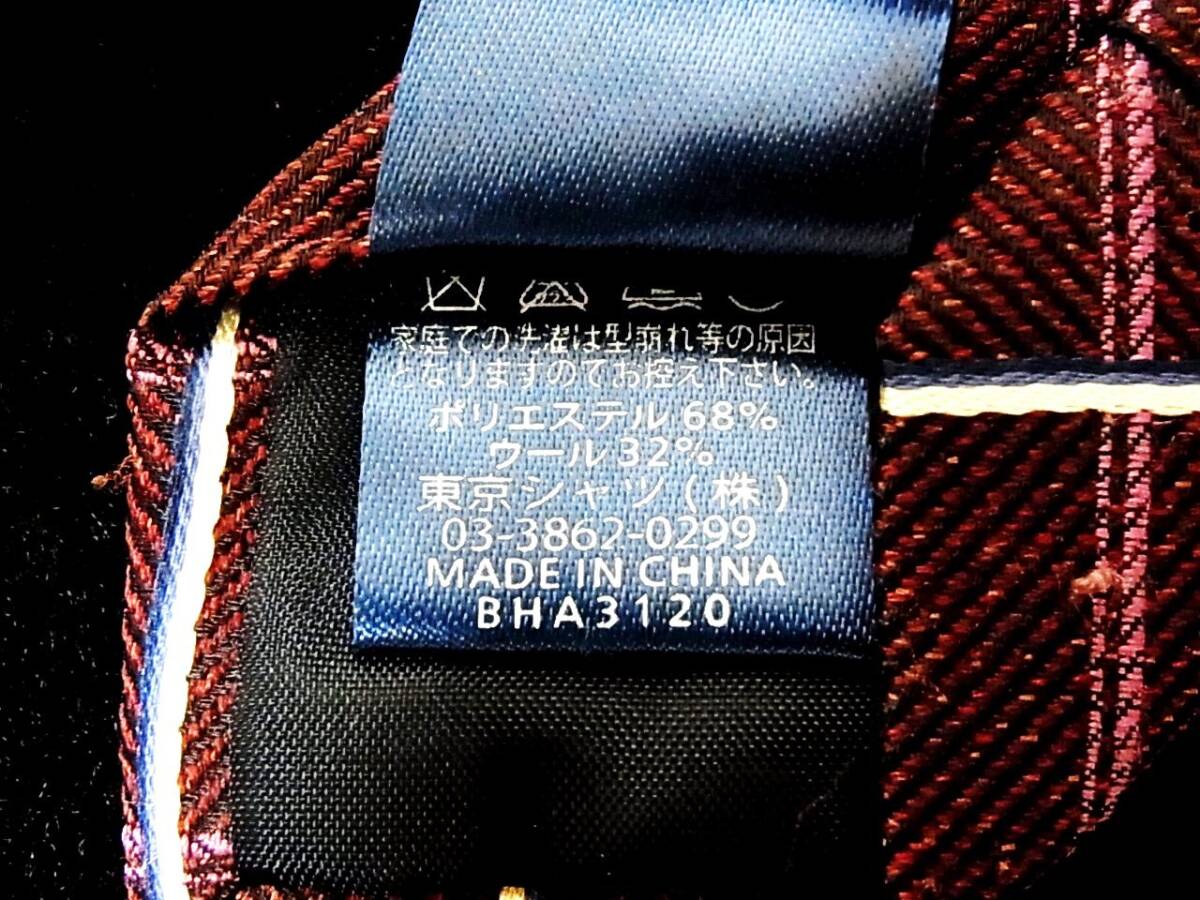 家庭での洗濯は型崩れ等の原因
となりますのでお控え下さい。
ポリエステル 68%
ウール 32%
東京シャツ(株)
03-3862-0299
MADE IN CHINA
BHA3120